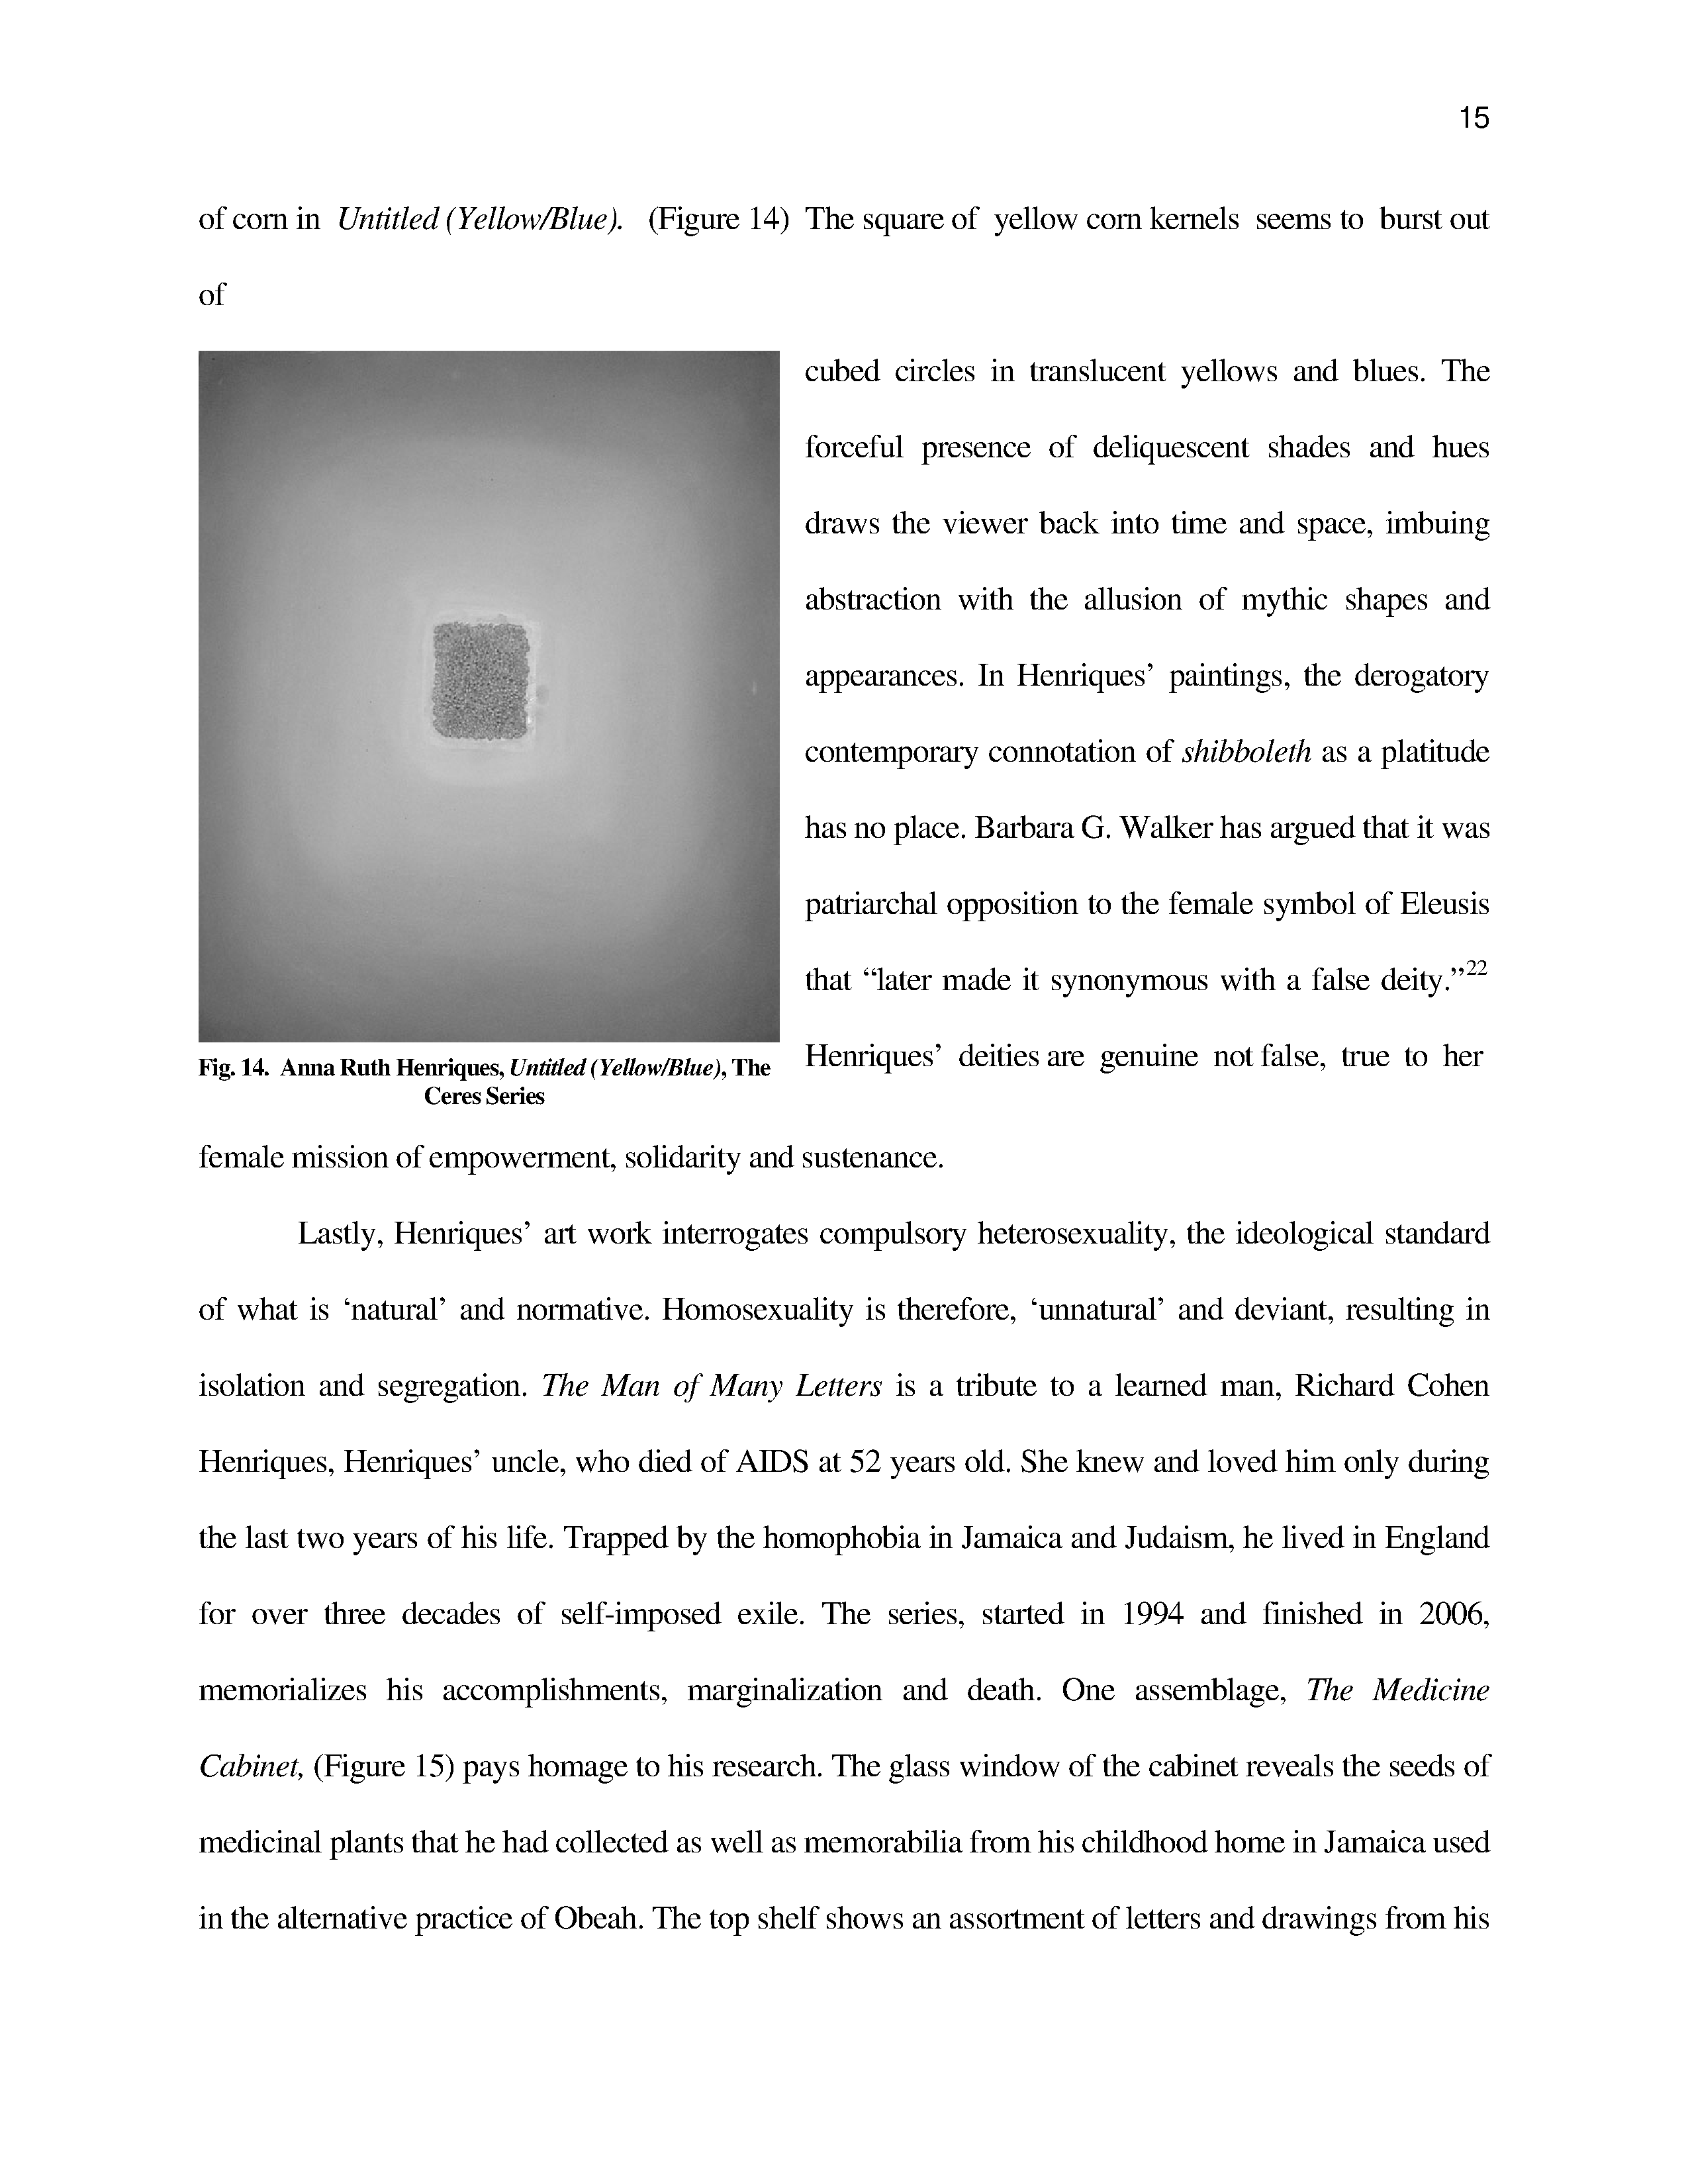 15
of corn in Untitled (Yellow/Blue). (Figure 14) The square of yellow corn kernels seems to burst out
of
cubed circles in translucent yellows and blues. The
forceful presence of deliquescent shades and hues
draws the viewer back into time and space, imbuing
abstraction with the allusion of mythic shapes and
appearances. In Henriques’ paintings, the derogatory
contemporary connotation of shibboleth as a platitude
has no place. Barbara G. Walker has argued that it was
patriarchal opposition to the female symbol of Eleusis
that “later made it synonymous with a false deity.”22
Henriques’ deities are genuine not false, true to her
Fig. 14. Anna Ruth Henriques, Untitled (Yellow/Blue), The
Ceres Series
female mission of empowerment, solidarity and sustenance.
Lastly, Henriques’ art work interrogates compulsory heterosexuality, the ideological standard
of what is ‘natural’ and normative. Homosexuality is therefore, ‘unnatural’ and deviant, resulting in
isolation and segregation. The Man of Many Letters is a tribute to a learned man, Richard Cohen
Henriques, Henriques’ uncle, who died of AIDS at 52 years old. She knew and loved him only during
the last two years of his life. Trapped by the homophobia in Jamaica and Judaism, he lived in England
for over three decades of self-imposed exile. The series, started in 1994 and finished in 2006,
memorializes his accomplishments, marginalization and death. One assemblage, The Medicine
Cabinet, (Figure 15) pays homage to his research. The glass window of the cabinet reveals the seeds of
medicinal plants that he had collected as well as memorabilia from his childhood home in Jamaica used
in the alternative practice of Obeah. The top shelf shows an assortment of letters and drawings from his